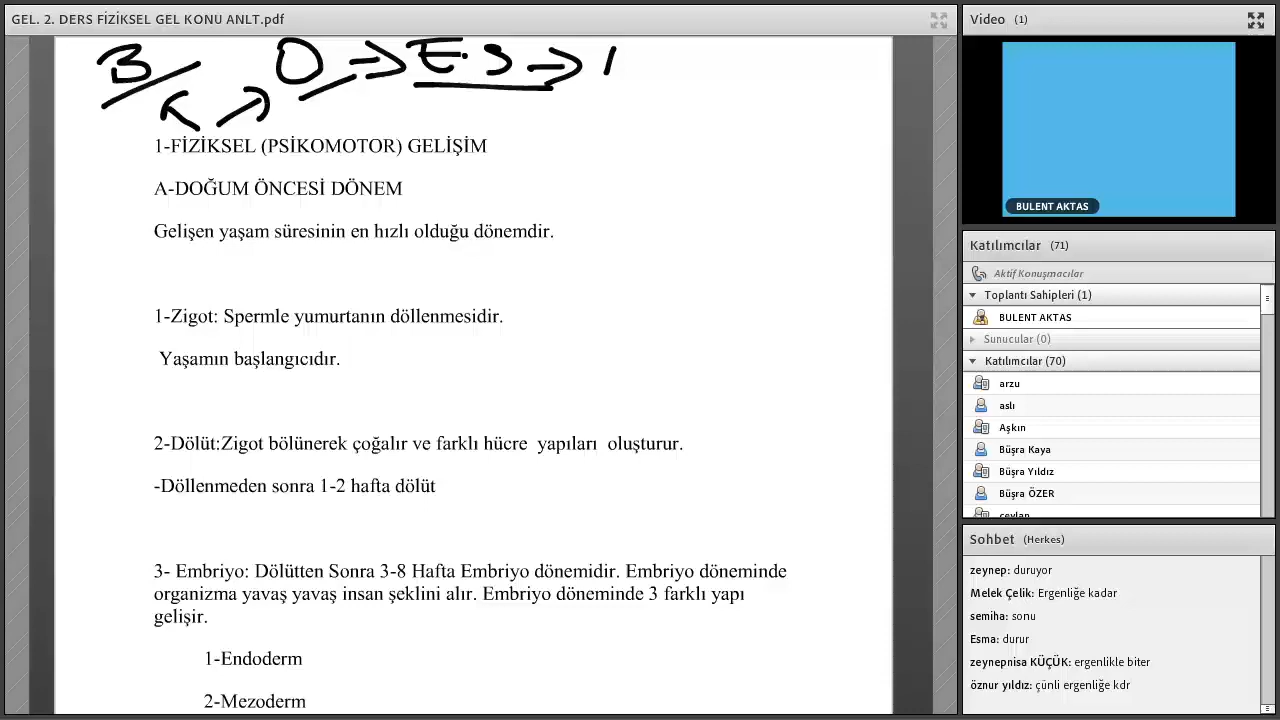 GEL. 2. DERS FİZİKSEL GEL KONU ANLT.pdf
B
K
O
E.S
1
1-FİZİKSEL (PSİKOMOTOR) GELİŞİM
A-DOĞUM ÖNCESİ DÖNEM
Gelişen yaşam süresinin en hızlı olduğu dönemdir.
1-Zigot: Spermle yumurtanın döllenmesidir.
Yaşamın başlangıcıdır.
2-Dölüt:Zigot bölünerek çoğalır ve farklı hücre yapıları oluşturur.
-Döllenmeden sonra 1-2 hafta dölüt
3- Embriyo: Dölütten Sonra 3-8 Hafta Embriyo dönemidir. Embriyo döneminde
organizma yavaş yavaş insan şeklini alır. Embriyo döneminde 3 farklı yapı
gelişir.
1-Endoderm
2-Mezoderm
Video (1)
BULENT AKTAS
Katılımcılar (71)
Aktif Konuşmacılar
Toplantı Sahipleri (1)
BULENT AKTAS
Sunucular (0)
Katılımcılar (70)
arzu
aslı
Aşkın
Büşra Kaya
Büşra Yıldız
Büşra ÖZER
ceylan
Sohbet (Herkes)
zeynep: duruyor
Melek Çelik: Ergenliğe kadar
semiha: sonu
Esma: durur
zeynepnisa KÜÇÜK: ergenlikle biter
öznur yıldız: çünli ergenliğe kdr